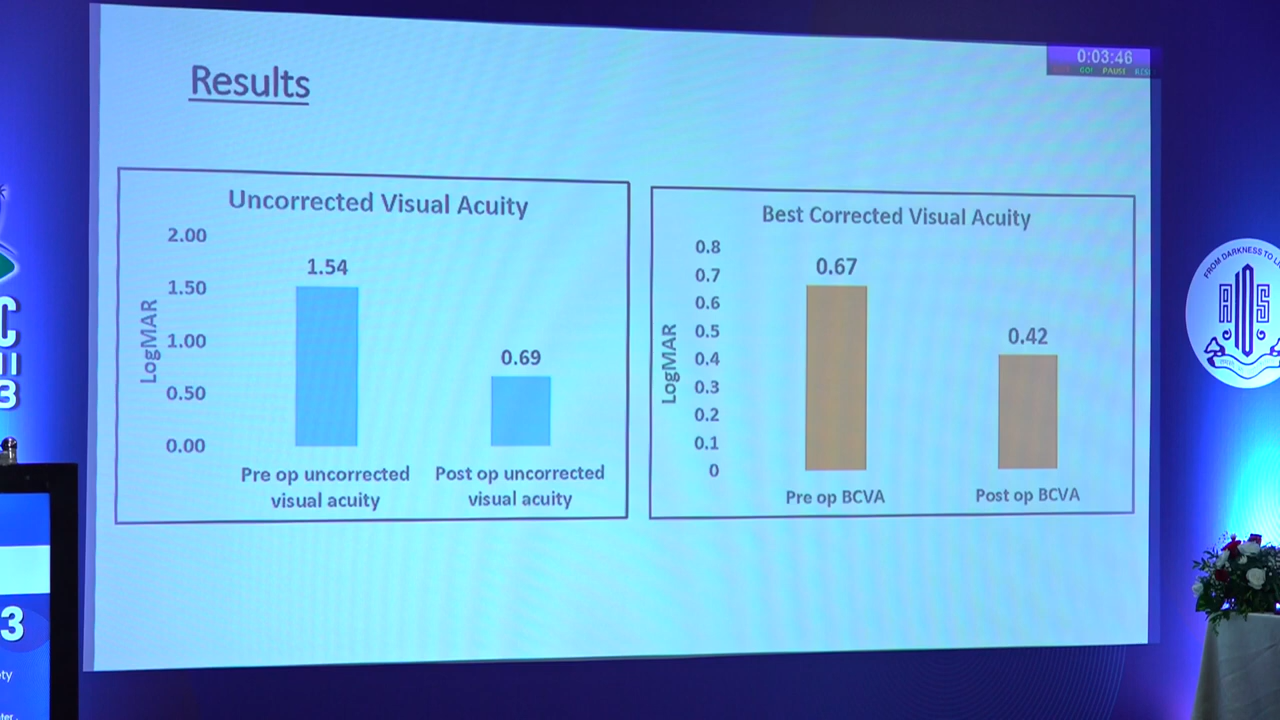 Results
0:03:46
GO! PAUSE
Uncorrected Visual Acuity
2.00
1.50
1.00
0.50
0.00
LogMAR
1.54
0.69
Pre op uncorrected
visual acuity
Post op uncorrected
visual acuity
Best Corrected Visual Acuity
0.8
0.7
0.6
0.5
0.4
0.3
0.2
0.1
0
LogMAR
0.67
0.42
Pre op BCVA
Post op BCVA
FROM DARKNESS TO
AIOS
C
3
3